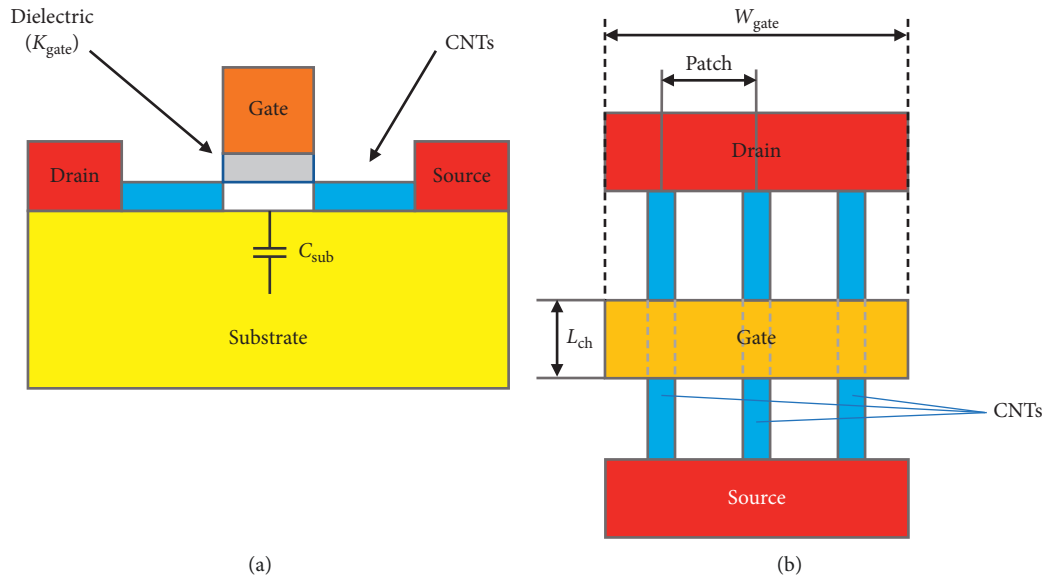 Dielectric
(Kgate)
CNTs
Gate
Drain
Source
Csub
Substrate
(a)
Wgate
Patch
Drain
Lch
Gate
CNTs
Source
(b)